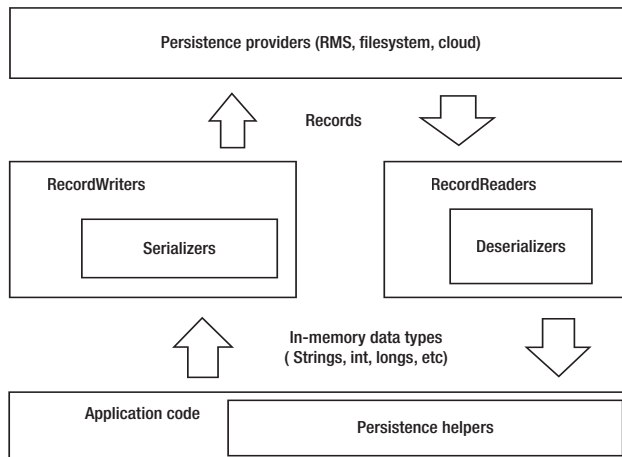 Persistence providers (RMS, filesystem, cloud)
Records
RecordWriters
RecordReaders
Serializers
Deserializers
In-memory data types
( Strings, int, longs, etc)
Application code
Persistence helpers